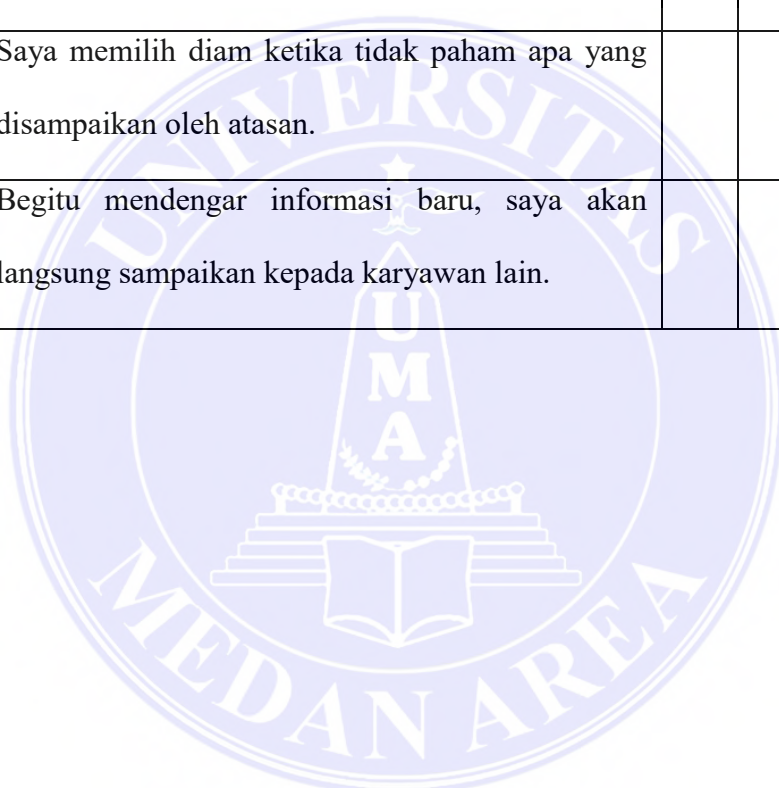 Saya memilih diam ketika tidak paham apa yang
disampaikan oleh atasan.
Begitu mendengar informasi baru, saya akan
langsung sampaikan kepada karyawan lain.
UNIVERSITAS
U
M
A
MEDAN AREA